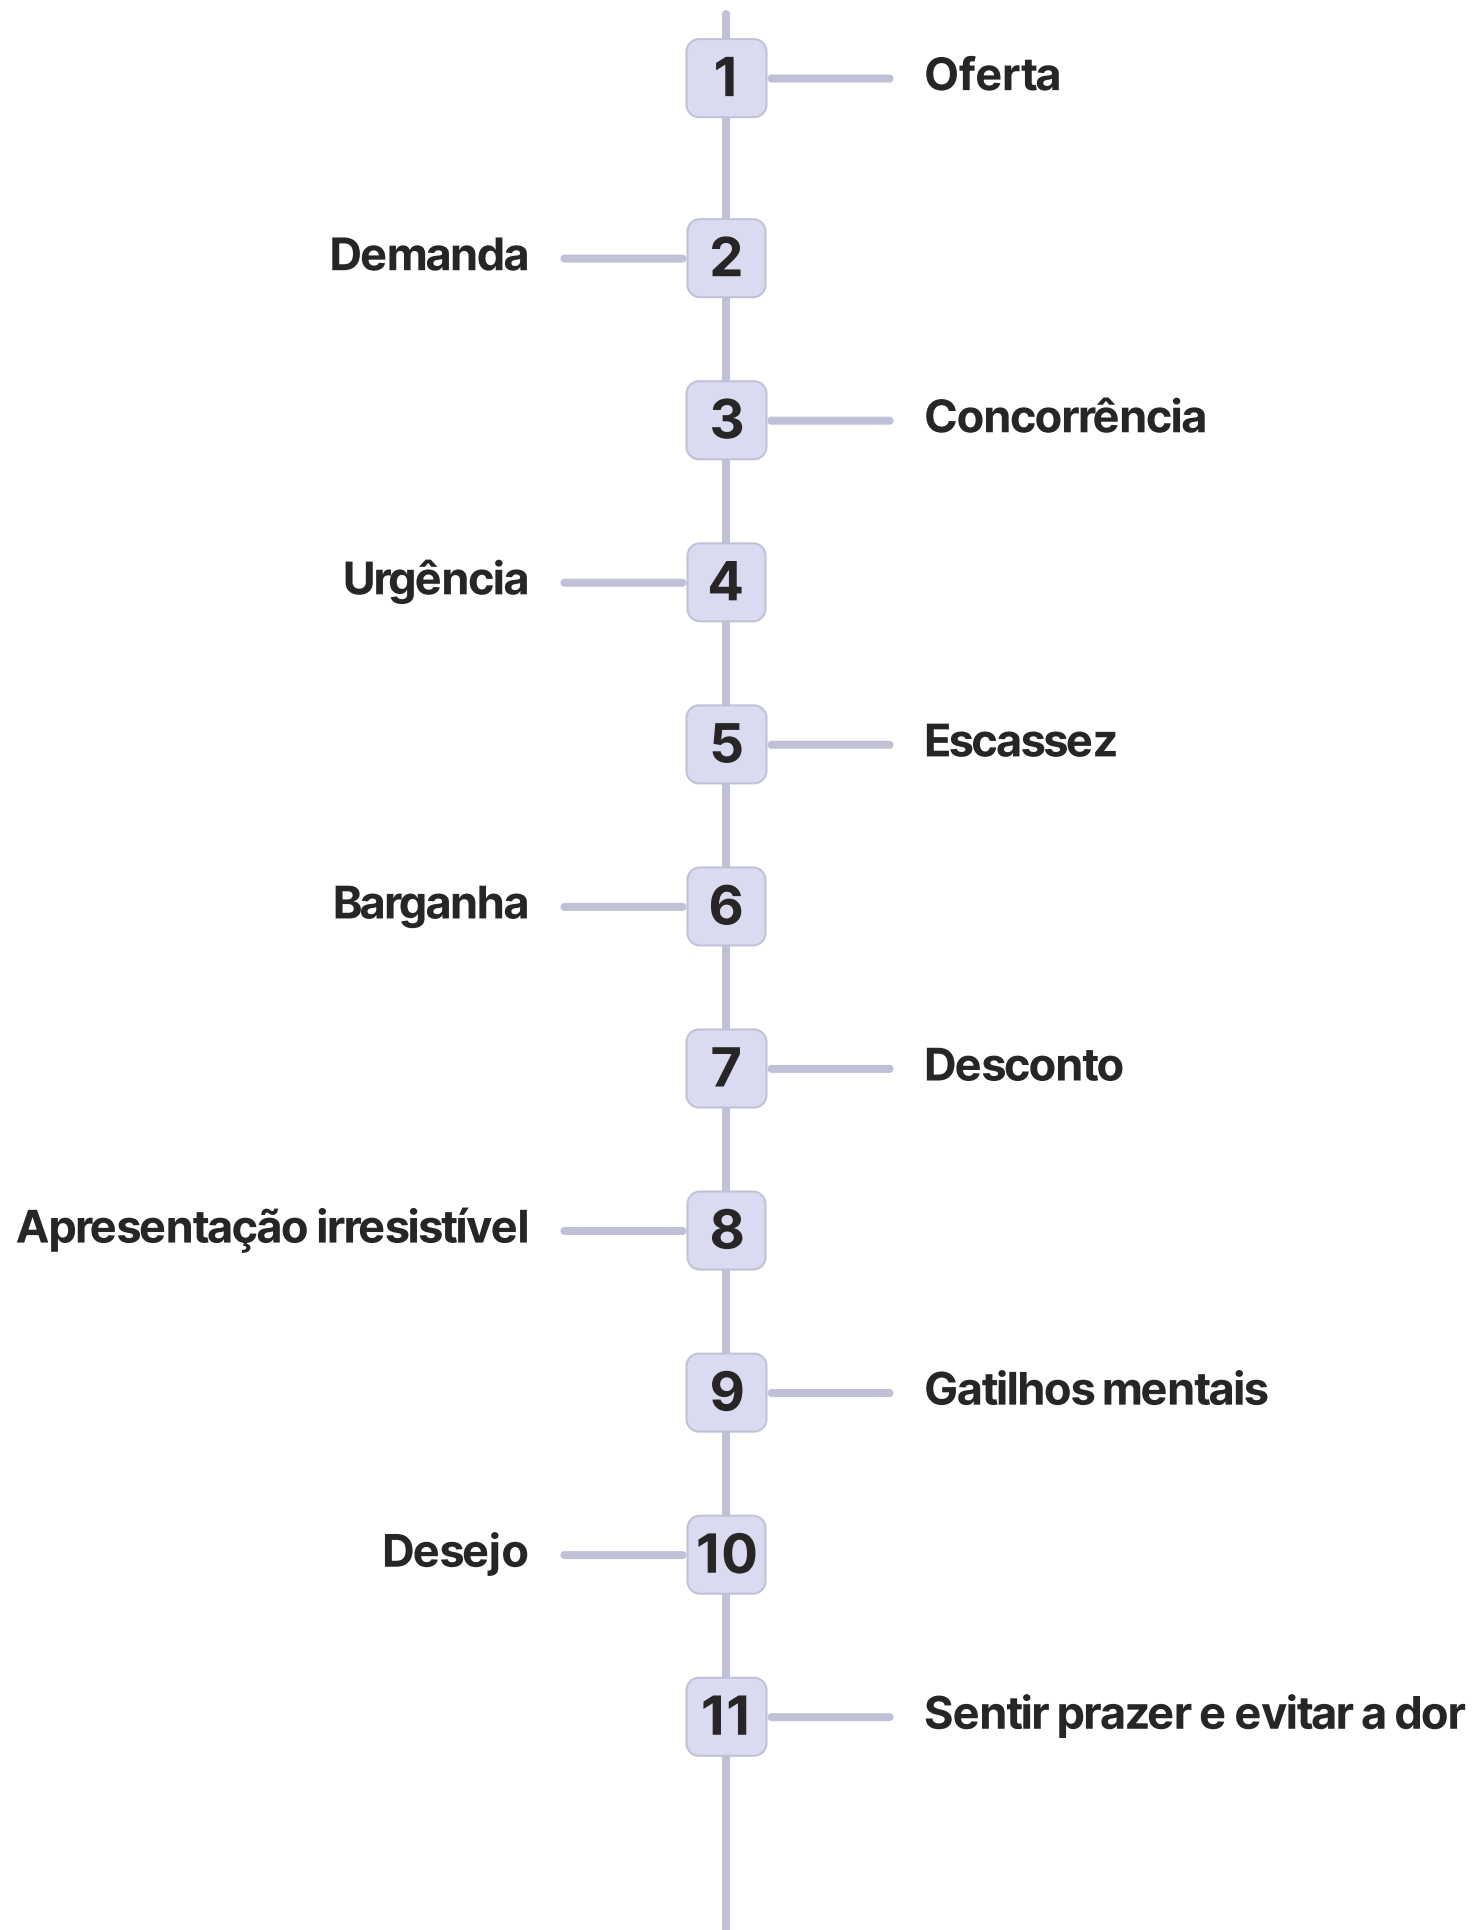 1 Oferta
Demanda 2
3 Concorrência
Urgência 4
5 Escassez
Barganha 6
7 Desconto
Apresentação irresistível 8
9 Gatilhos mentais
Desejo 10
11 Sentir prazer e evitar a dor